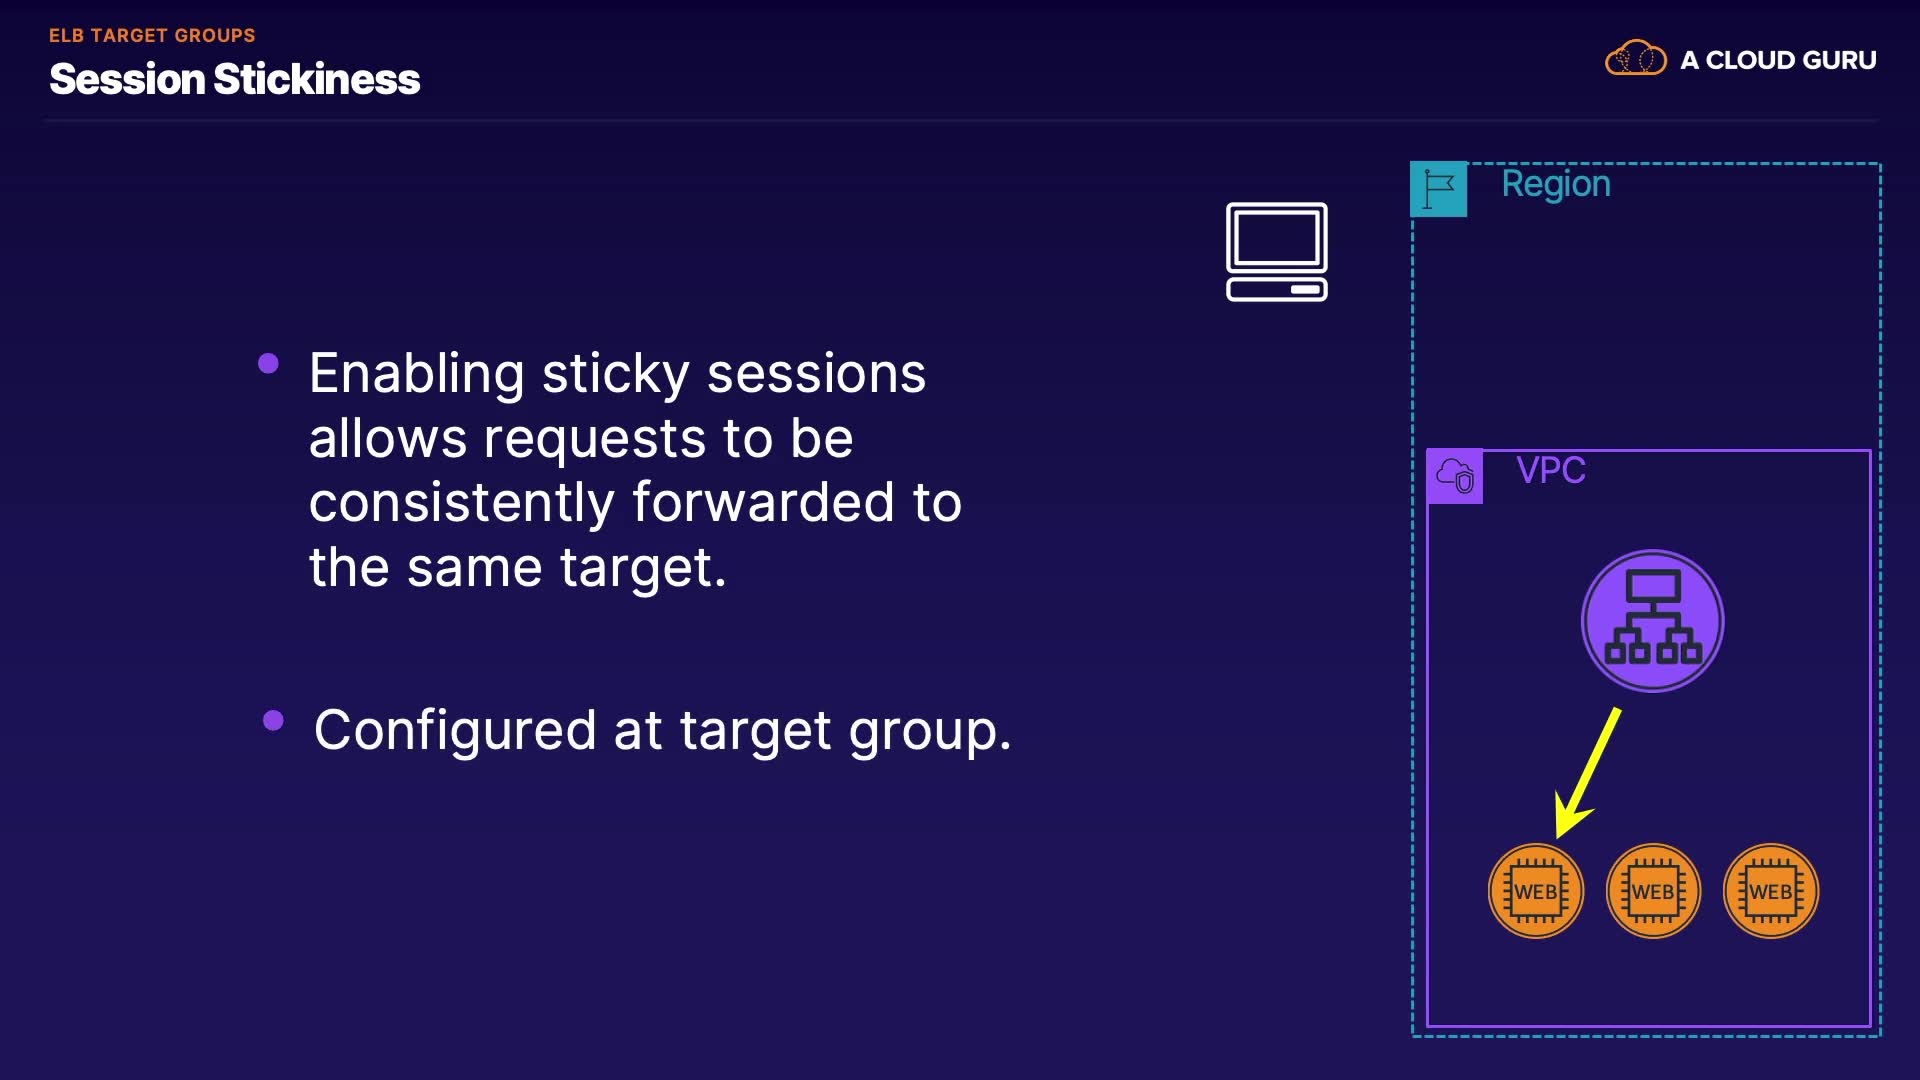 ELB TARGET GROUPS
Session Stickiness
A CLOUD GURU
Region
Enabling sticky sessions
allows requests to be
consistently forwarded to
the same target.
VPC
Configured at target group.
WEB
WEB
WEB